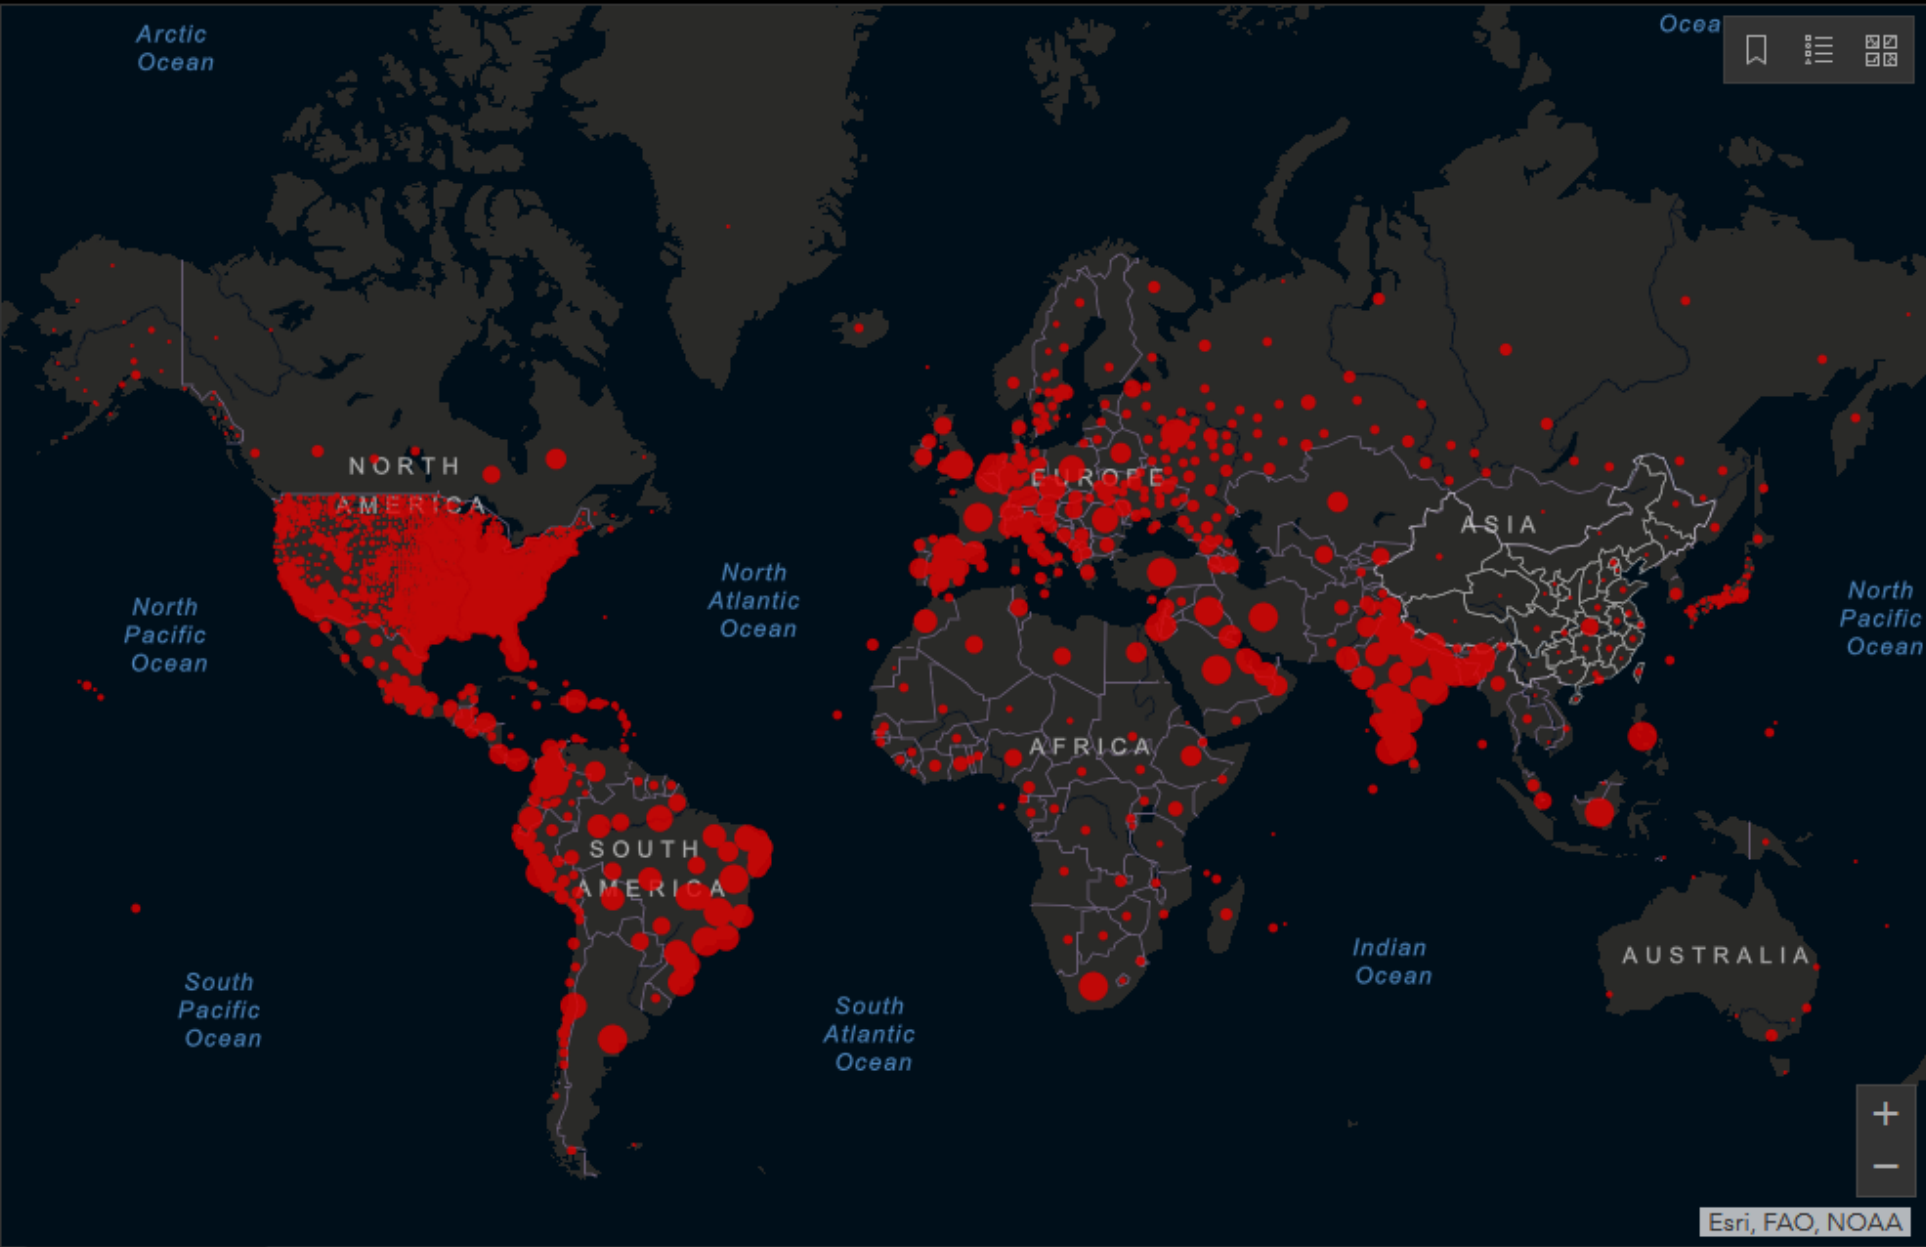 Arctic
Ocean
Ocea
NORTH
AMERICA
EUROPE
ASIA
North
Atlantic
Ocean
North
Pacific
Ocean
North
Pacific
Ocean
AFRICA
SOUTH
AMERICA
Indian
Ocean
AUSTRALIA
South
Pacific
Ocean
South
Atlantic
Ocean
+
−
Esri, FAO, NOAA